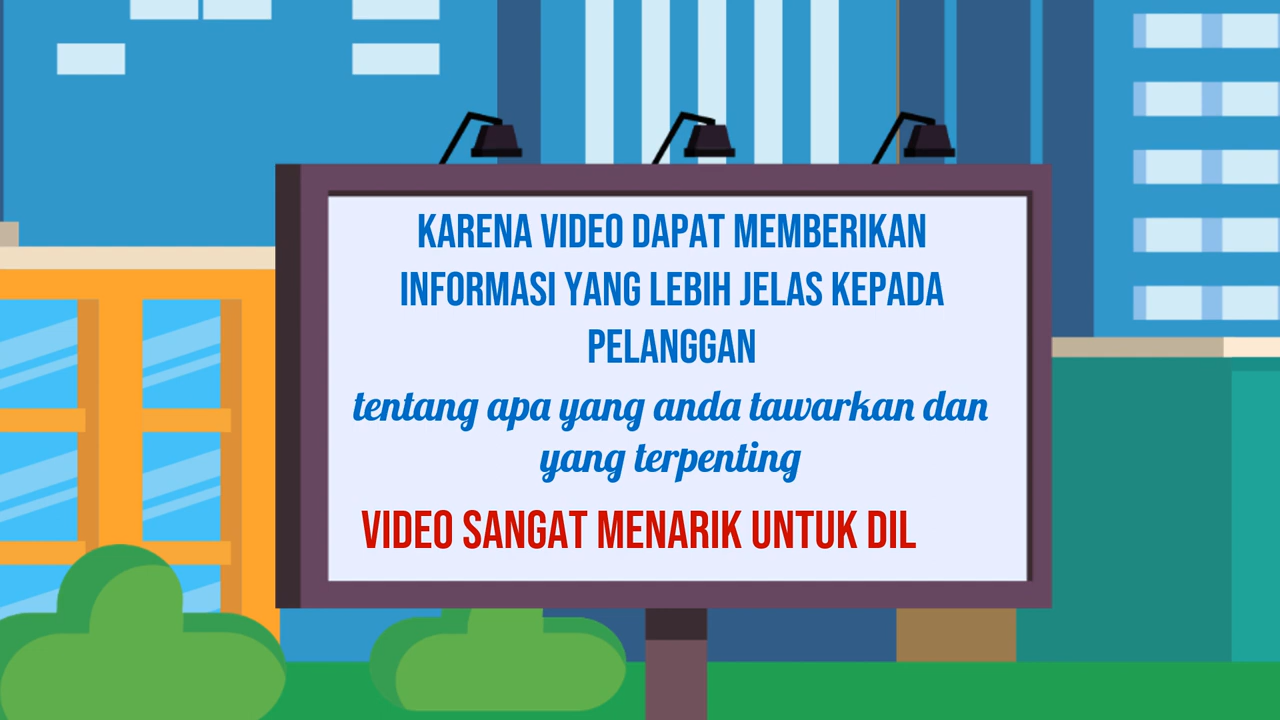 KARENA VIDEO DAPAT MEMBERIKAN
INFORMASI YANG LEBIH JELAS KEPADA
PELANGGAN
tentang apa yang anda tawarkan dan
yang terpenting
VIDEO SANGAT MENARIK UNTUK DIL